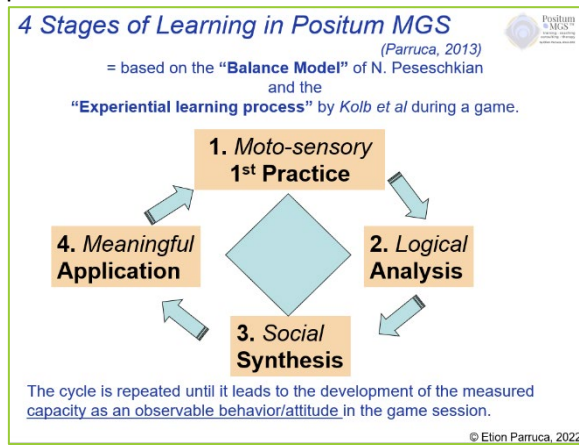 4 Stages of Learning in Positum MGS
Positum
MGS™
(Parruca, 2013)
= based on the “Balance Model” of N. Peseschkian
and the
“Experiential learning process” by Kolb et al during a game.
1. Moto-sensory
1st Practice
4. Meaningful
Application
2. Logical
Analysis
3. Social
Synthesis
The cycle is repeated until it leads to the development of the measured
capacity as an observable behavior/attitude in the game session.
© Etion Parruca, 2022